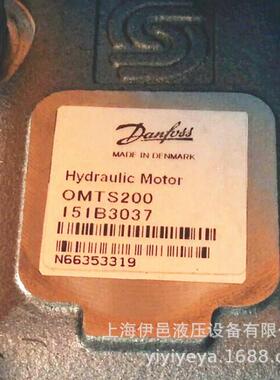 Danfoss
MADE IN DENMARK
Hydraulic Motor
OMTS200
151B3037
N66353319
上海伊邑液压设备有限
yiyiyeya.1688.c